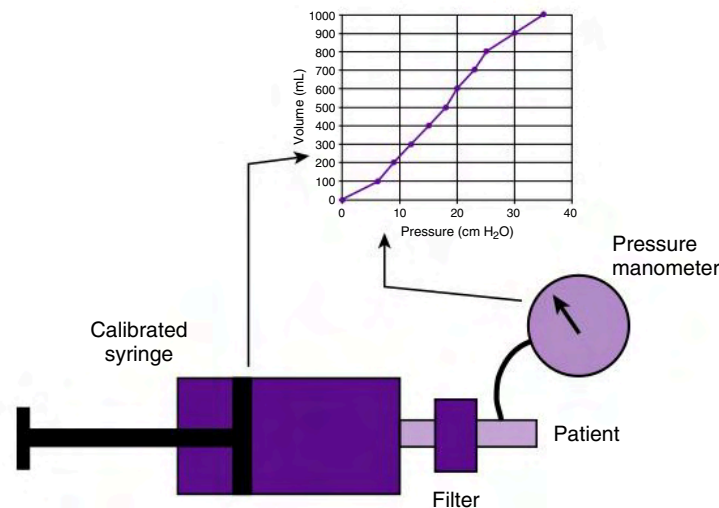 1000
900
800
700
600
500
400
300
200
100
0
Volume (mL)
0 10 20 30 40
Pressure (cm H₂O)
Pressure
manometer
Calibrated
syringe
Patient
Filter